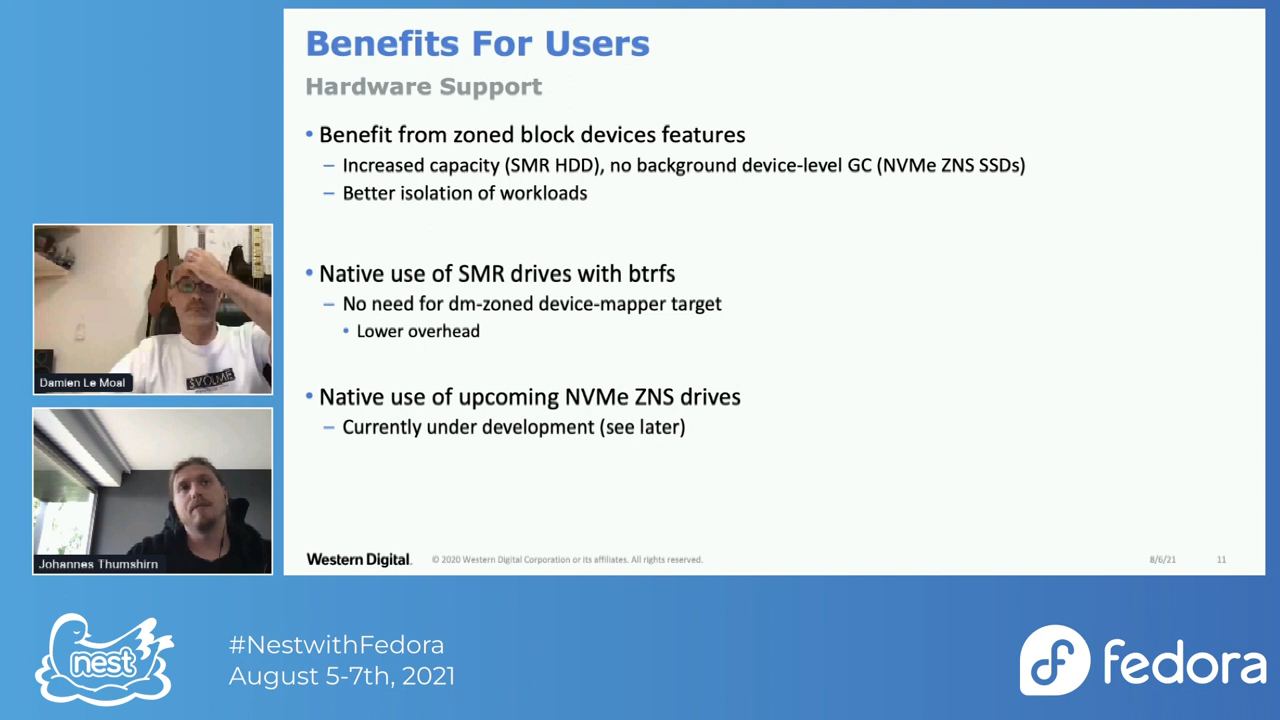 Benefits For Users
Hardware Support
• Benefit from zoned block devices features
– Increased capacity (SMR HDD), no background device-level GC (NVMe ZNS SSDs)
– Better isolation of workloads
• Native use of SMR drives with btrfs
– No need for dm-zoned device-mapper target
• Lower overhead
• Native use of upcoming NVMe ZNS drives
– Currently under development (see later)
Western Digital. © 2020 Western Digital Corporation or its affiliates. All rights reserved. 8/6/21 11
Damien Le Moal
Johannes Thumshirn
nest
#NestwithFedora
August 5-7th, 2021
fedora